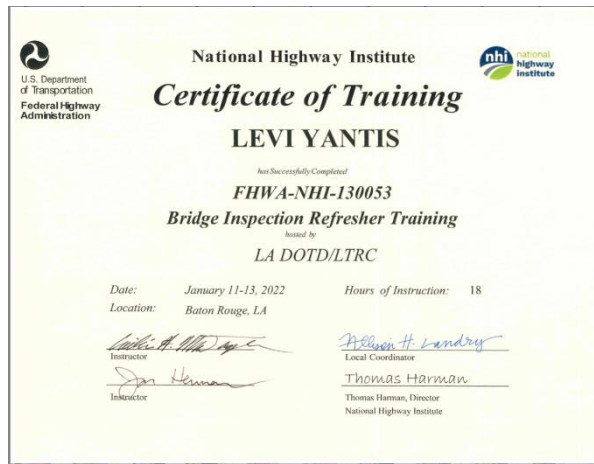 National Highway Institute
nhi national
highway
institute
U.S. Department
of Transportation
Federal Highway
Administration
Certificate of Training
LEVI YANTIS
has Successfully Completed
FHWA-NHI-130053
Bridge Inspection Refresher Training
hosted by
LA DOTD/LTRC
Date: January 11-13, 2022 Hours of Instruction: 18
Location: Baton Rouge, LA
Allison H. Landry
Instructor Local Coordinator
Thomas Harman
Instructor Thomas Harman, Director
National Highway Institute